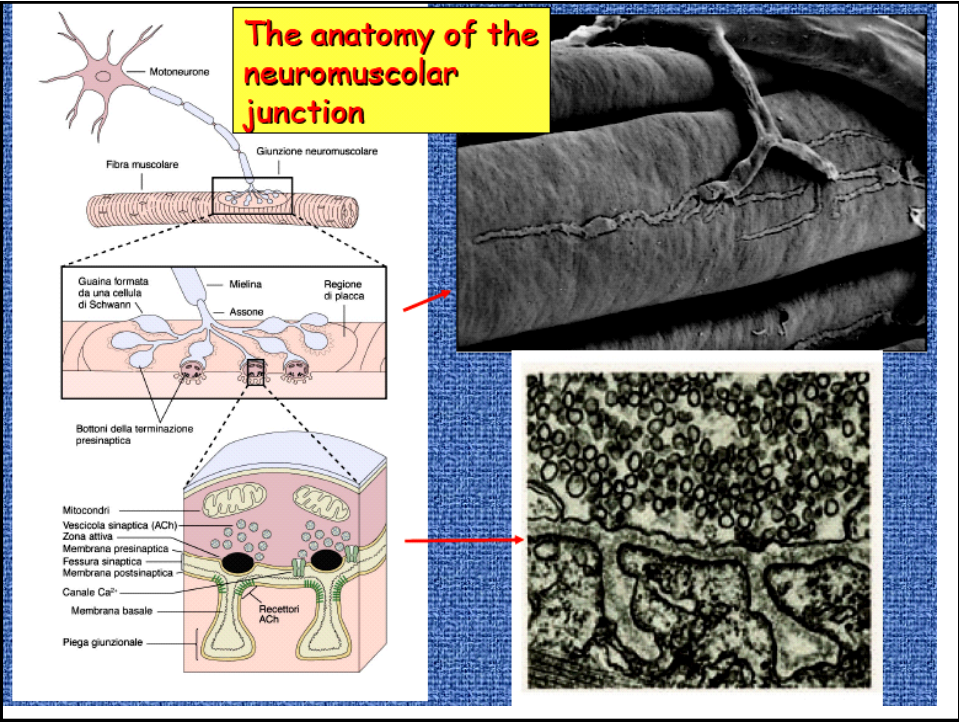 The anatomy of the
neuromuscolar
junction
Motoneurone
Giunzione neuromuscolare
Fibra muscolare
Guaina formata
da una cellula
di Schwann
Mielina
Assone
Regione
di placca
Bottoni della terminazione
presinaptica
Mitocondri
Vescicola sinaptica (ACh)
Zona attiva
Membrana presinaptica
Fessura sinaptica
Membrana postsinaptica
Canale Ca²⁺
Membrana basale
Recettori
ACh
Piega giunzionale